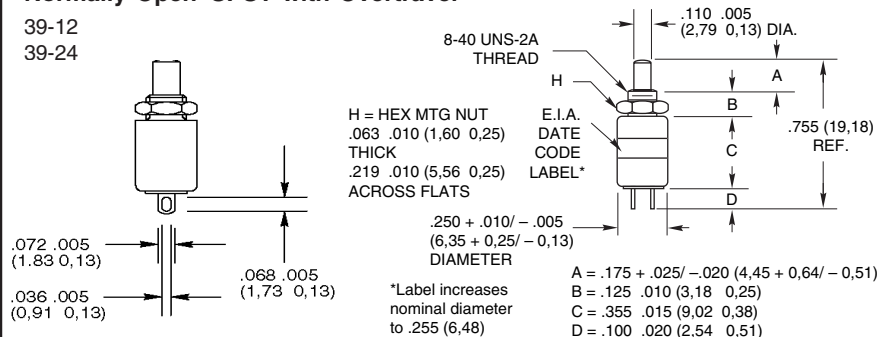 39-12
39-24
H = HEX MTG NUT
.063 .010 (1,60 0,25)
THICK
.219 .010 (5,56 0,25)
ACROSS FLATS
.072 .005
(1.83 0,13)
.036 .005
(0,91 0,13)
.068 .005
(1,73 0,13)
8-40 UNS-2A
THREAD
H
E.I.A.
DATE
CODE
LABEL*
.110 .005
(2,79 0,13) DIA.
A
B
C
D
.755 (19,18)
REF.
.250 + .010/ – .005
(6,35 + 0,25/ – 0,13)
DIAMETER
*Label increases
nominal diameter
to .255 (6,48)
A = .175 + .025/ –.020 (4,45 + 0,64/ – 0,51)
B = .125 .010 (3,18 0,25)
C = .355 .015 (9,02 0,38)
D = .100 .020 (2,54 0,51)